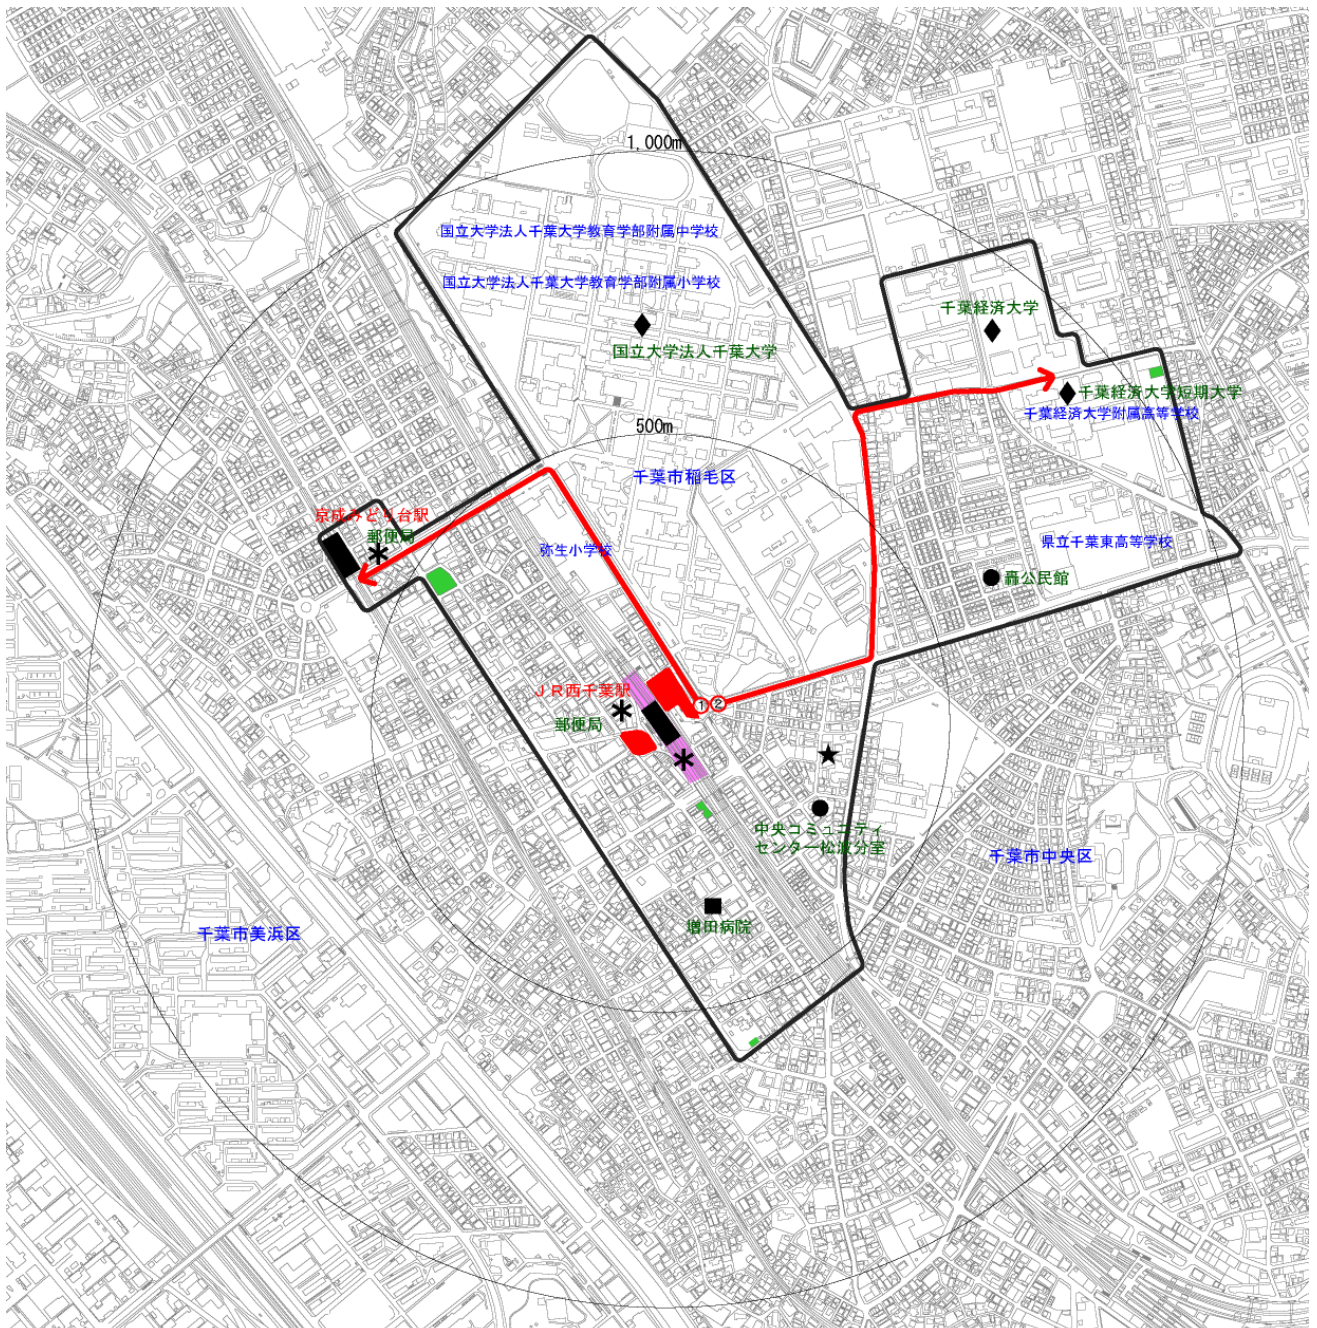 1,000m
国立大学法人千葉大学教育学部附属中学校
国立大学法人千葉大学教育学部附属小学校
千葉経済大学
国立大学法人千葉大学
千葉経済大学短期大学
千葉経済大学附属高等学校
500m
千葉市稲毛区
京成みどり台駅
郵便局
弥生小学校
県立千葉東高等学校
轟公民館
JR西千葉駅
① ②
郵便局
中央コミュニティ
センター松波分室
千葉市中央区
増田病院
千葉市美浜区